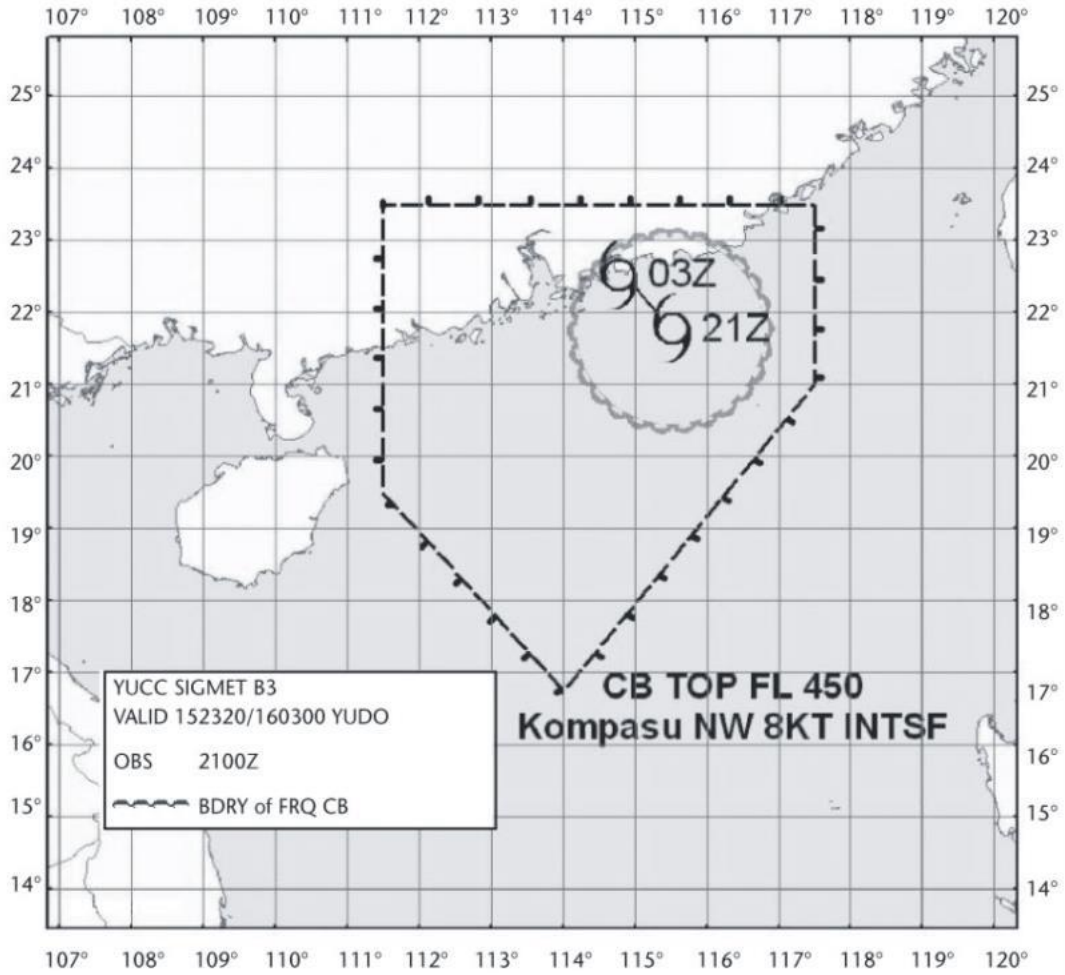 107° 108° 109° 110° 111° 112° 113° 114° 115° 116° 117° 118° 119° 120°
25° 25°
24° 24°
23° 23°
03Z
22° 22°
21Z
21° 21°
20° 20°
19° 19°
18° 18°
17° 17°
CB TOP FL 450
Kompasu NW 8KT INTSF
16° 16°
15° 15°
14° 14°
YUCC SIGMET B3
VALID 152320/160300 YUDO
OBS 2100Z
BDRY of FRQ CB
107° 108° 109° 110° 111° 112° 113° 114° 115° 116° 117° 118° 119° 120°